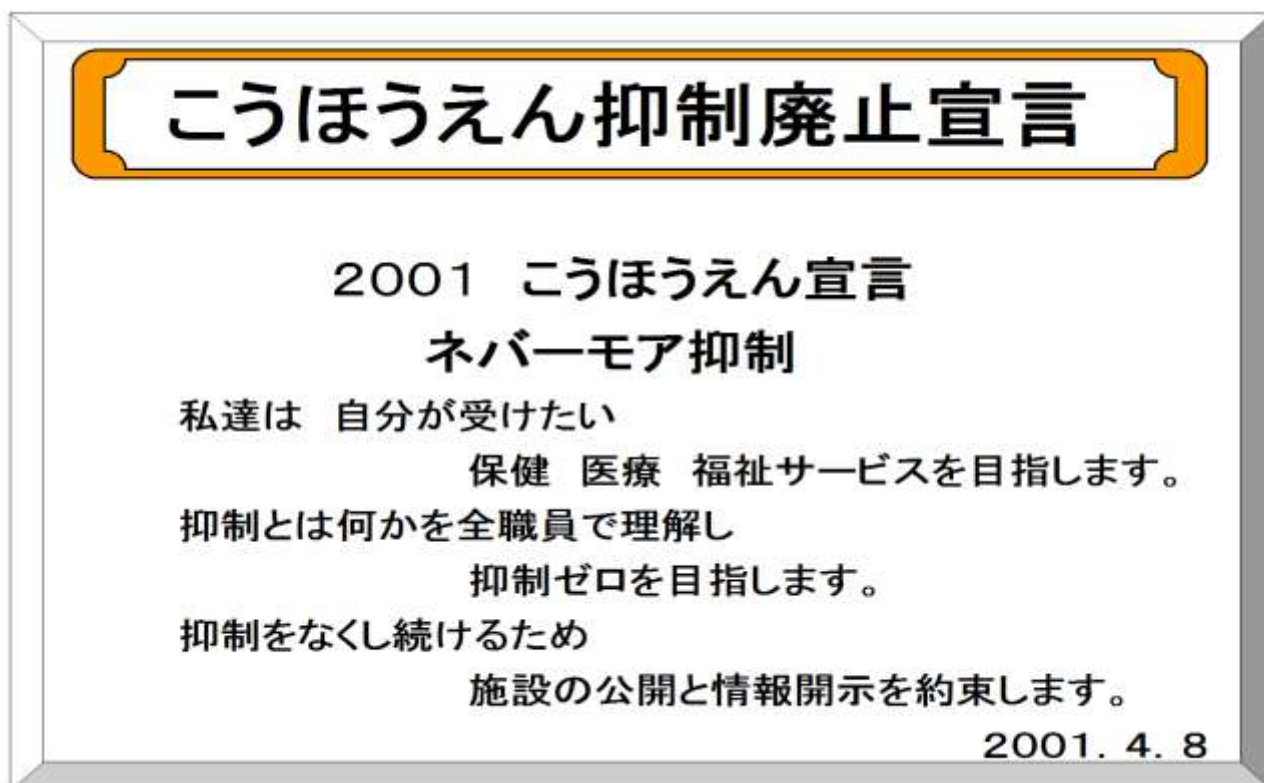 こうほうえん抑制廃止宣言
2001　こうほうえん宣言
ネバーモア抑制
私達は　自分が受けたい
保健　医療　福祉サービスを目指します。
抑制とは何かを全職員で理解し
抑制ゼロを目指します。
抑制をなくし続けるため
施設の公開と情報開示を約束します。
2001．4．8